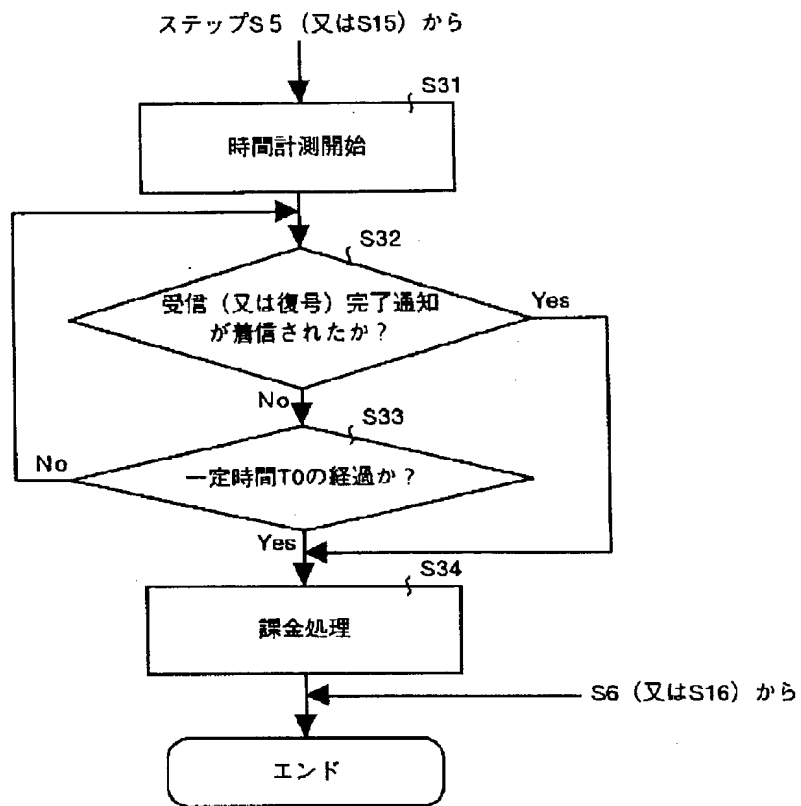 ステップS5（又はS15）から
S31
時間計測開始
S32
受信（又は復号）完了通知
が着信されたか？
Yes
No
S33
一定時間T0の経過か？
No
Yes
S34
課金処理
S6（又はS16）から
エンド